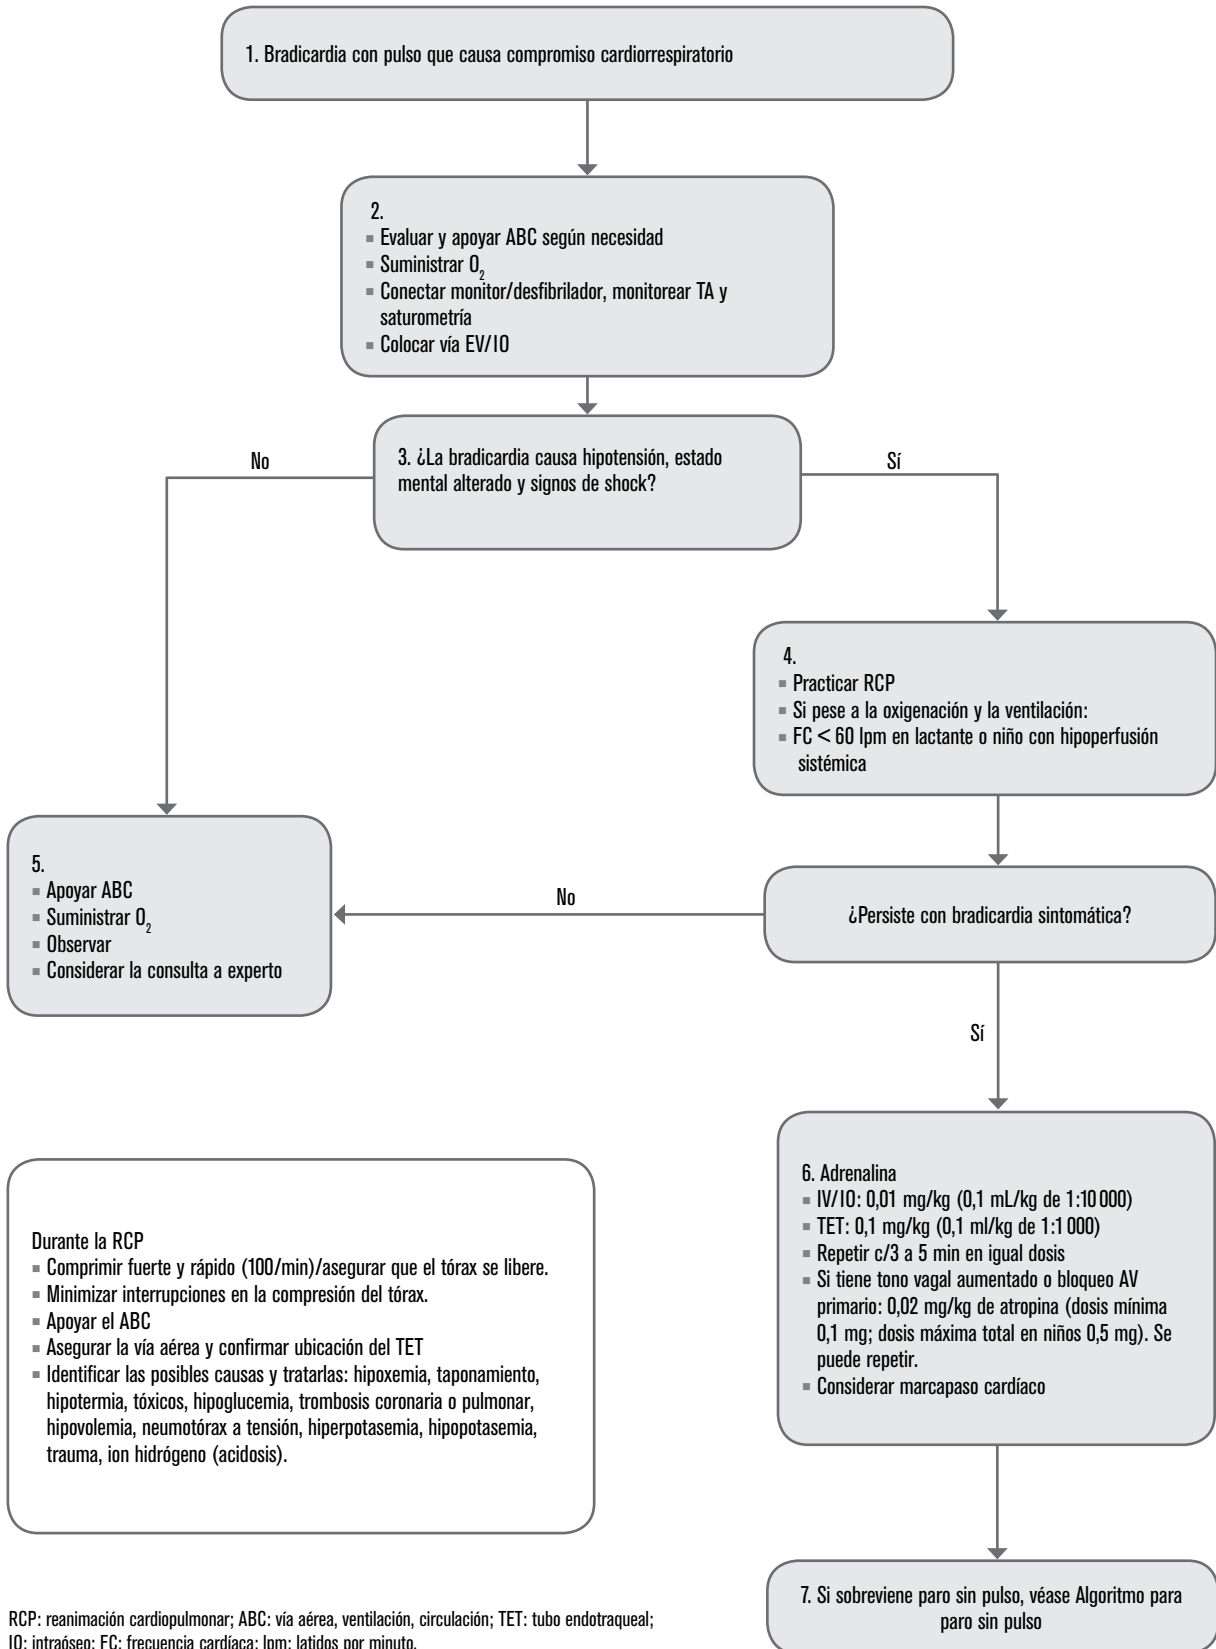 1. Bradicardia con pulso que causa compromiso cardiorrespiratorio
2.
▪ Evaluar y apoyar ABC según necesidad
▪ Suministrar O₂
▪ Conectar monitor/desfibrilador, monitorear TA y
saturometría
▪ Colocar vía EV/IO
3. ¿La bradicardia causa hipotensión, estado
mental alterado y signos de shock?
No
Sí
4.
▪ Practicar RCP
▪ Si pese a la oxigenación y la ventilación:
▪ FC < 60 lpm en lactante o niño con hipoperfusión
sistémica
5.
▪ Apoyar ABC
▪ Suministrar O₂
▪ Observar
▪ Considerar la consulta a experto
No
¿Persiste con bradicardia sintomática?
Sí
6. Adrenalina
▪ IV/IO: 0,01 mg/kg (0,1 mL/kg de 1:10 000)
▪ TET: 0,1 mg/kg (0,1 ml/kg de 1:1 000)
▪ Repetir c/3 a 5 min en igual dosis
▪ Si tiene tono vagal aumentado o bloqueo AV
primario: 0,02 mg/kg de atropina (dosis mínima
0,1 mg; dosis máxima total en niños 0,5 mg). Se
puede repetir.
▪ Considerar marcapaso cardíaco
Durante la RCP
▪ Comprimir fuerte y rápido (100/min)/asegurar que el tórax se libere.
▪ Minimizar interrupciones en la compresión del tórax.
▪ Apoyar el ABC
▪ Asegurar la vía aérea y confirmar ubicación del TET
▪ Identificar las posibles causas y tratarlas: hipoxemia, taponamiento,
hipotermia, tóxicos, hipoglucemia, trombosis coronaria o pulmonar,
hipovolemia, neumotórax a tensión, hiperpotasemia, hipopotasemia,
trauma, ion hidrógeno (acidosis).
7. Si sobreviene paro sin pulso, véase Algoritmo para
paro sin pulso
RCP: reanimación cardiopulmonar; ABC: vía aérea, ventilación, circulación; TET: tubo endotraqueal;
IO: intraóseo; FC: frecuencia cardíaca; lpm: latidos por minuto.